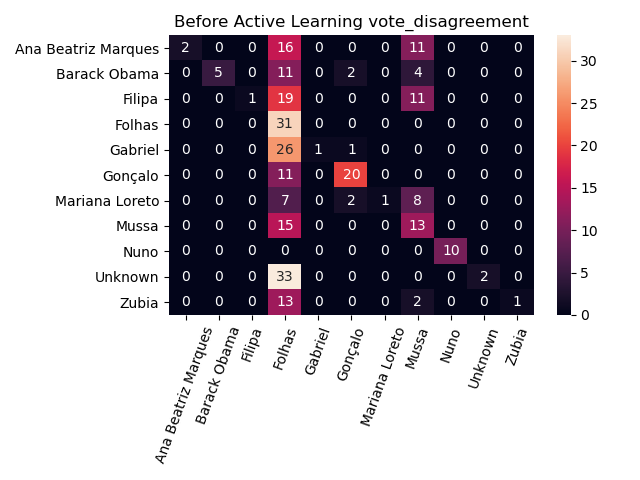 Before Active Learning vote_disagreement
Ana Beatriz Marques 2 0 0 16 0 0 0 11 0 0 0
Barack Obama 0 5 0 11 0 2 0 4 0 0 0
Filipa 0 0 1 19 0 0 0 11 0 0 0
Folhas 0 0 0 31 0 0 0 0 0 0 0
Gabriel 0 0 0 26 1 1 0 0 0 0 0
Gonçalo 0 0 0 11 0 20 0 0 0 0 0
Mariana Loreto 0 0 0 7 0 2 1 8 0 0 0
Mussa 0 0 0 15 0 0 0 13 0 0 0
Nuno 0 0 0 0 0 0 0 0 10 0 0
Unknown 0 0 0 33 0 0 0 0 0 2 0
Zubia 0 0 0 13 0 0 0 2 0 0 1
Ana Beatriz Marques
Barack Obama
Filipa
Folhas
Gabriel
Gonçalo
Mariana Loreto
Mussa
Nuno
Unknown
Zubia
30
25
20
15
10
5
0